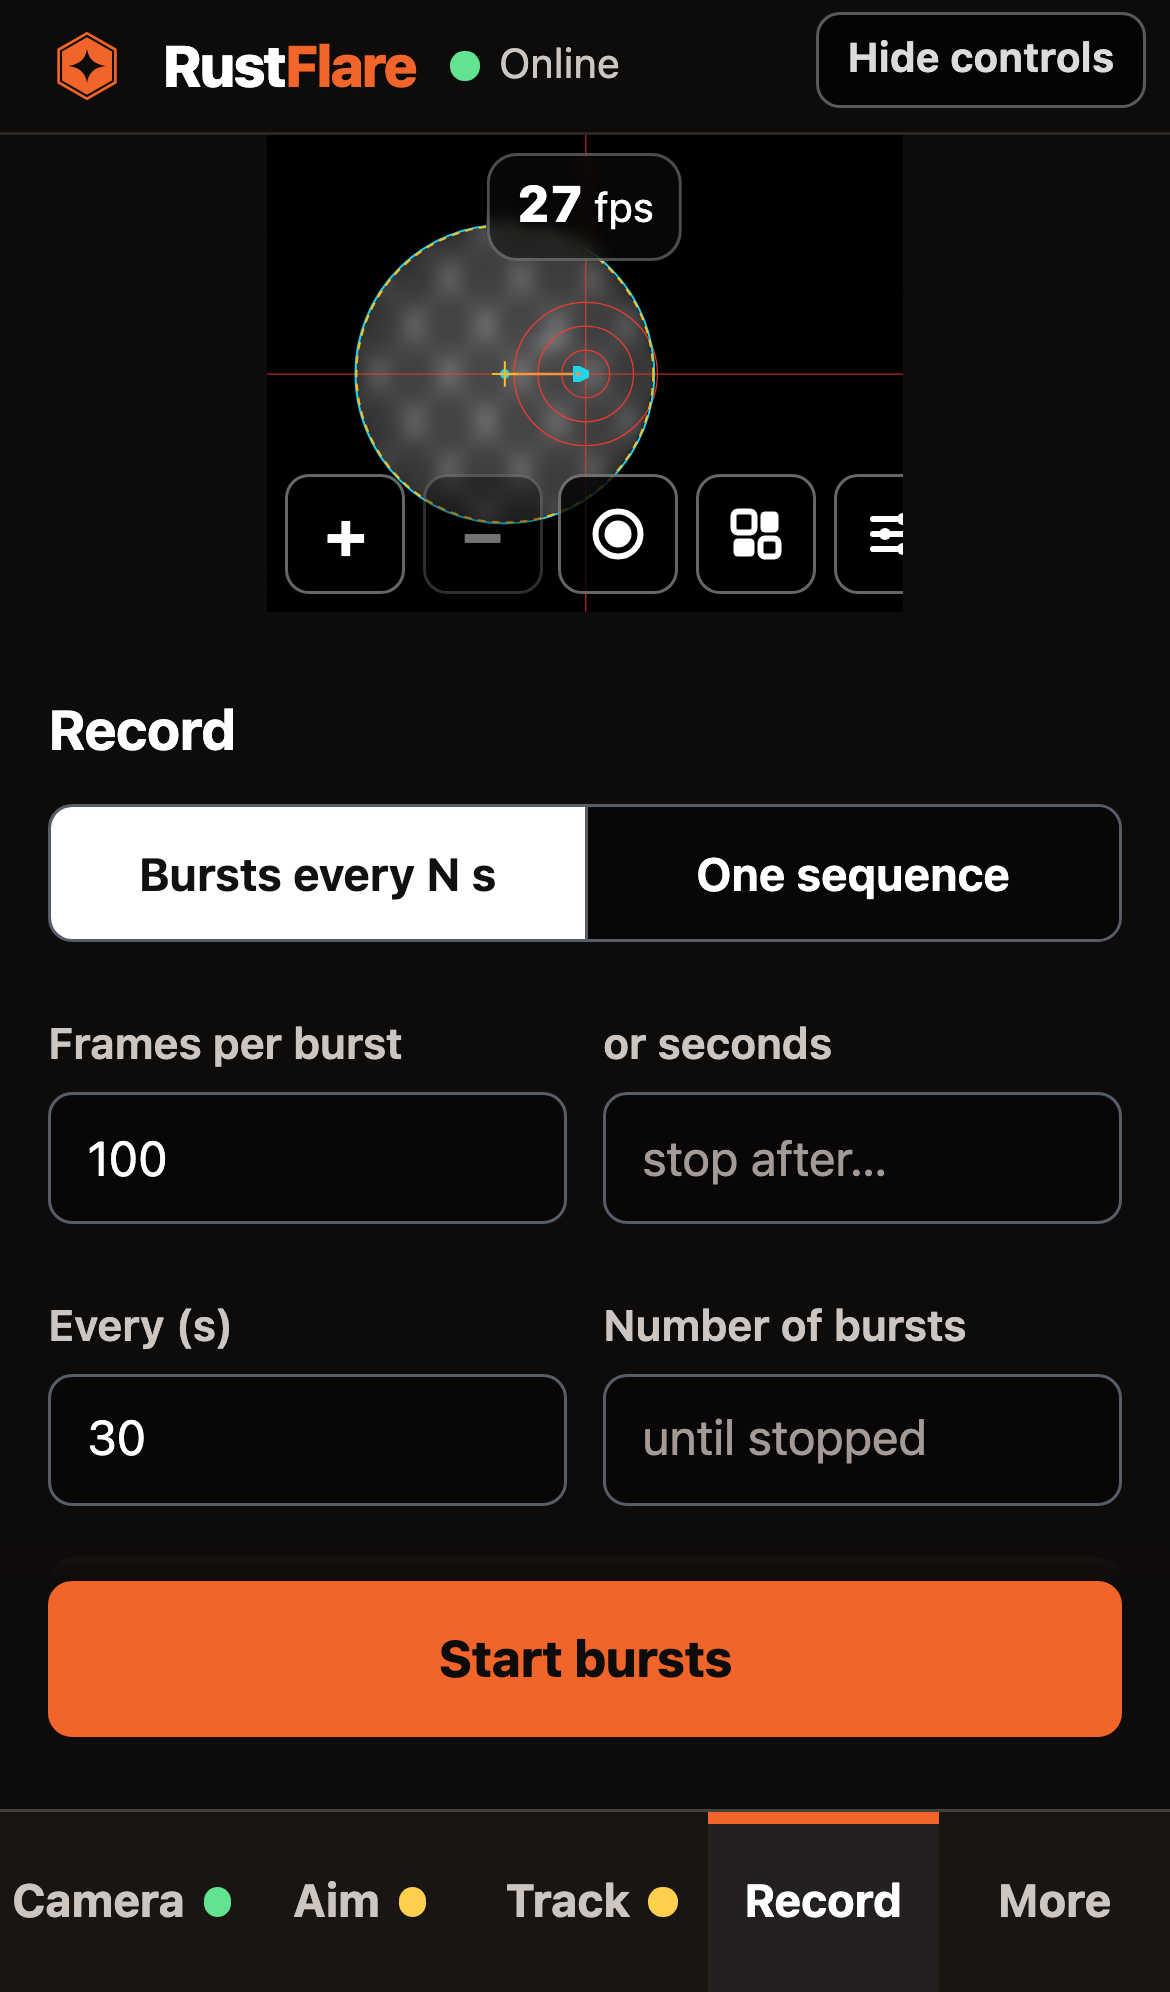 RustFlare Online Hide controls
27 fps
Record
Bursts every N s One sequence
Frames per burst or seconds
100 stop after...
Every (s) Number of bursts
30 until stopped
Start bursts
Camera Aim Track Record More